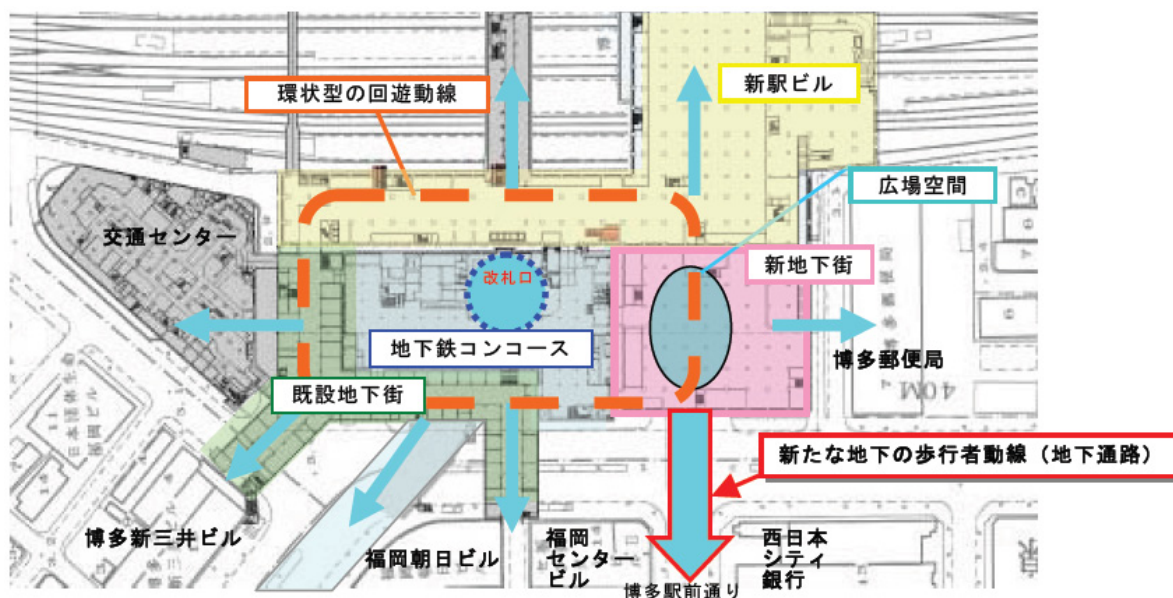 環状型の回遊動線
新駅ビル
広場空間
交通センター
改札口
新地下街
地下鉄コンコース
博多郵便局
既設地下街
40M
新たな地下の歩行者動線（地下通路）
博多新三井ビル
福岡朝日ビル
福岡
センター
ビル
西日本
シティ
銀行
博多駅前通り